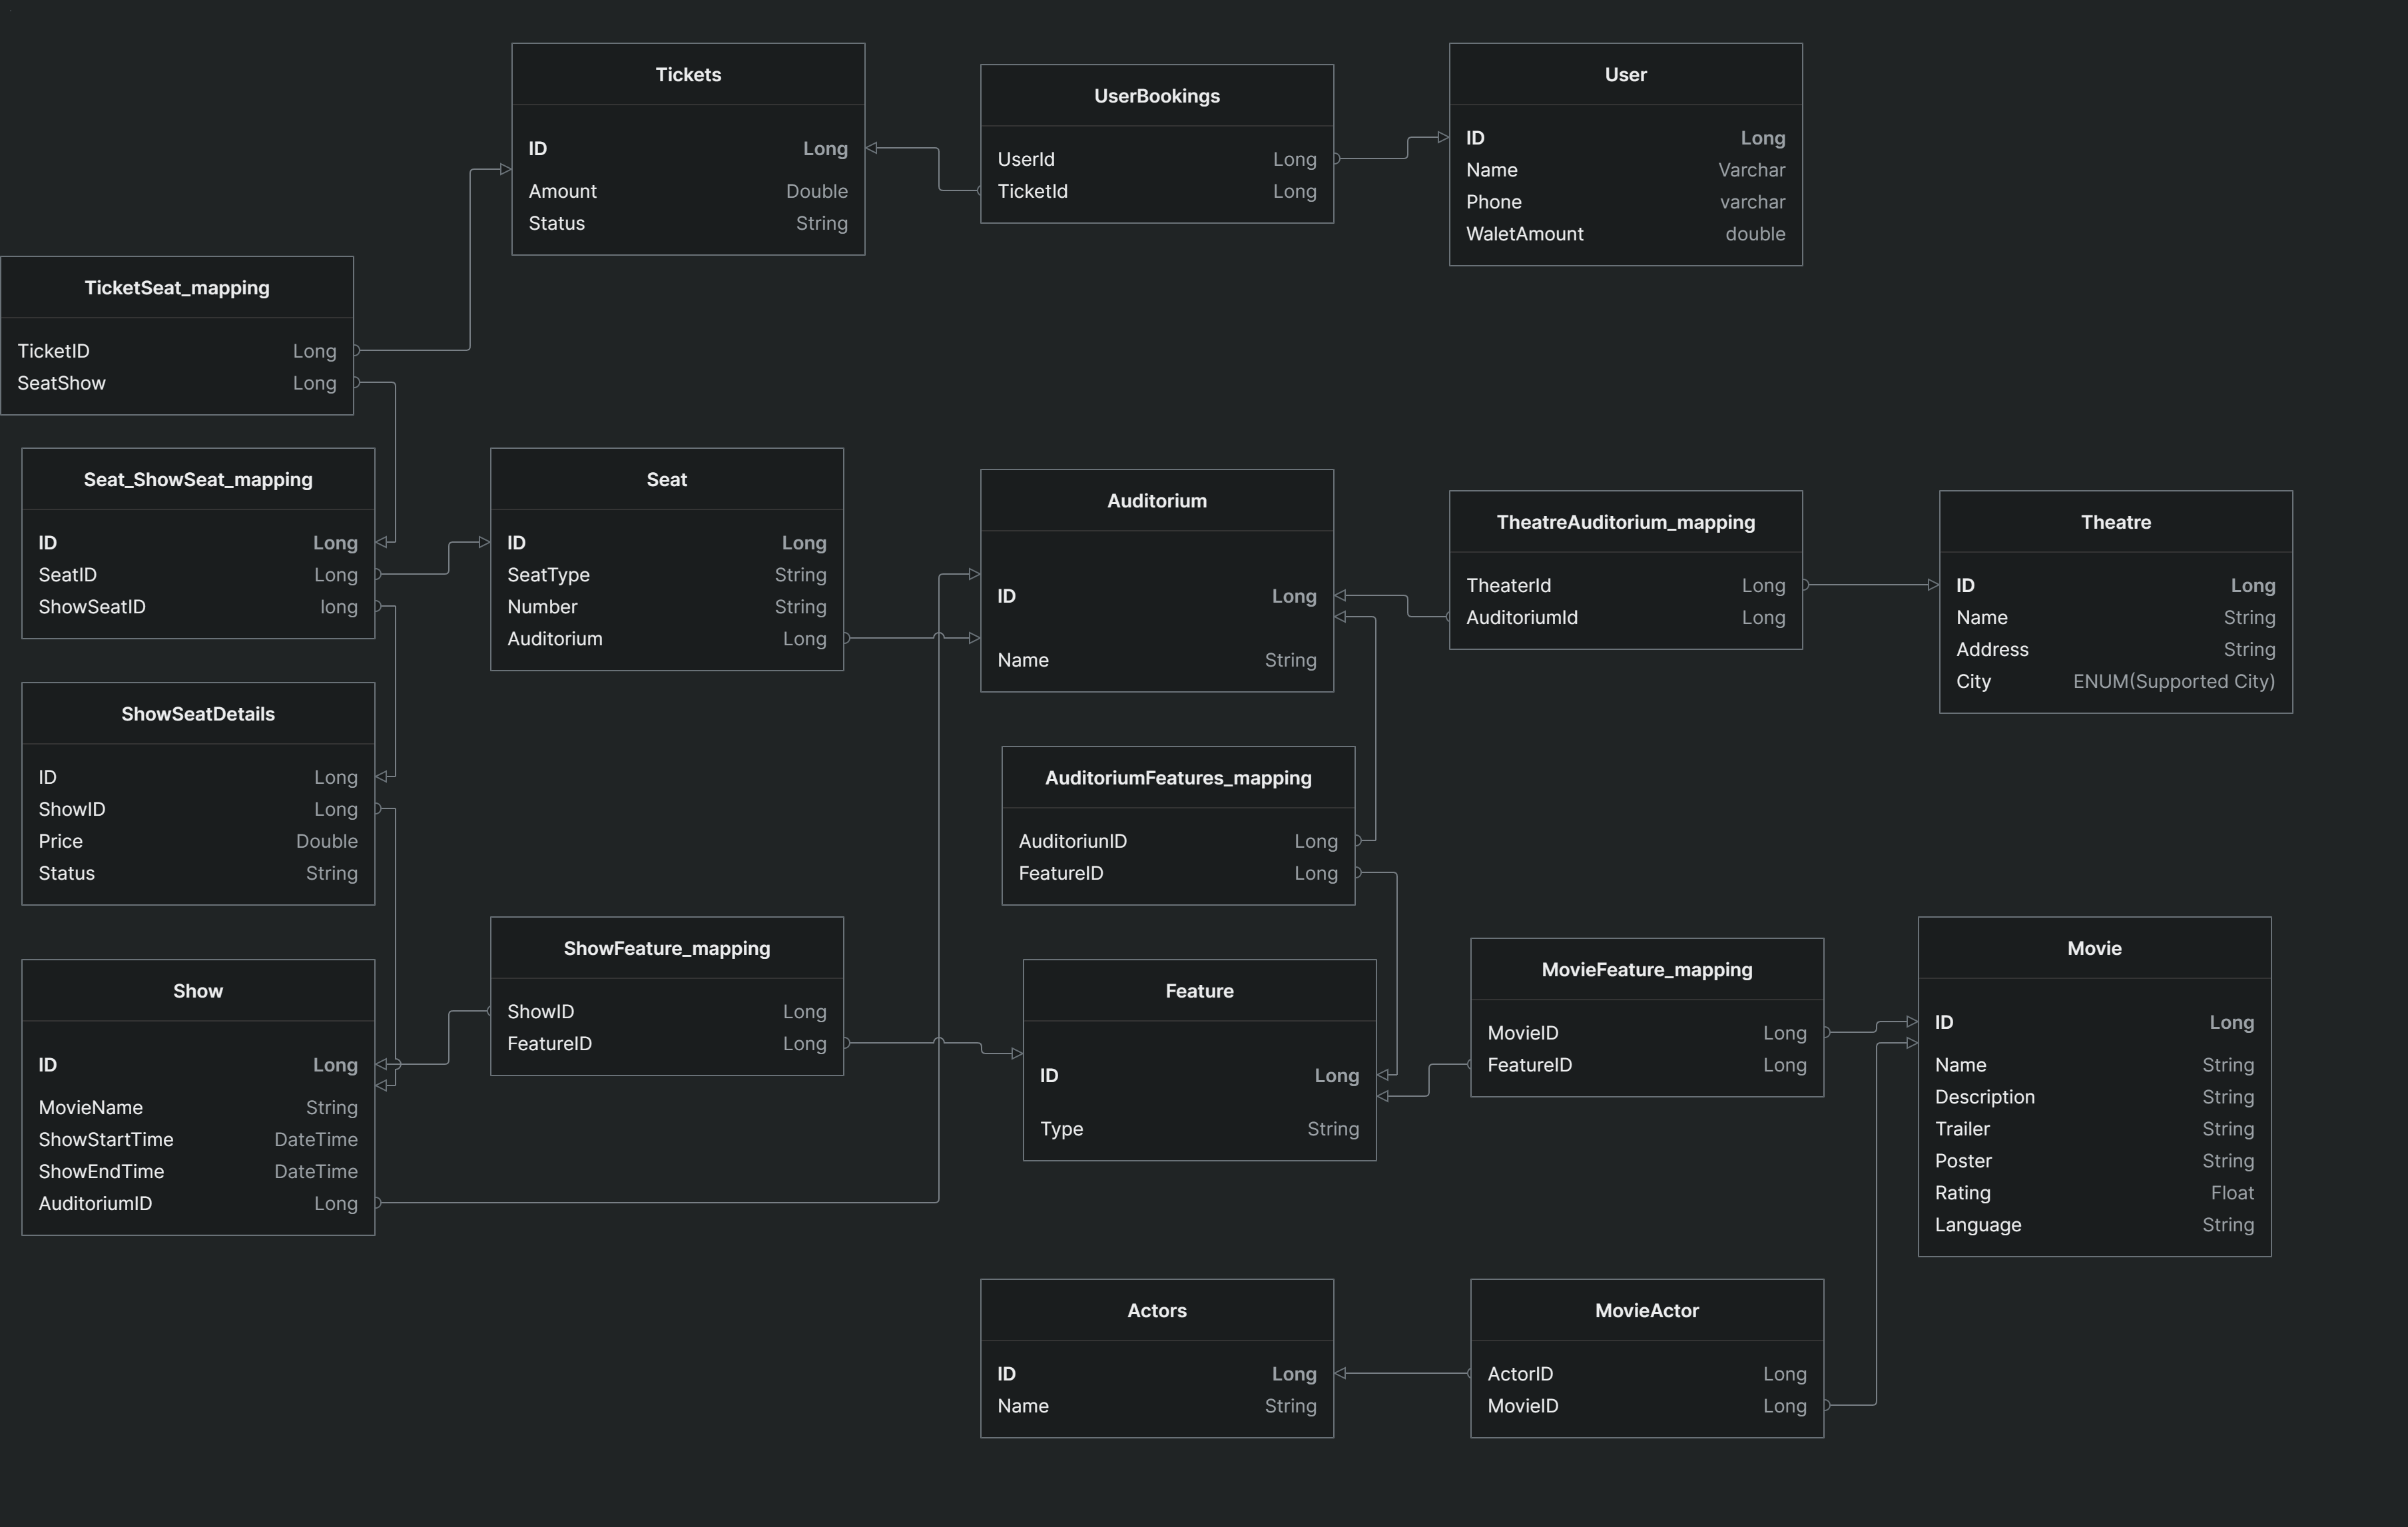 Tickets
ID Long
Amount Double
Status String
UserBookings
UserId Long
TicketId Long
User
ID Long
Name Varchar
Phone varchar
WaletAmount double
TicketSeat_mapping
TicketID Long
SeatShow Long
Seat_ShowSeat_mapping
ID Long
SeatID Long
ShowSeatID long
Seat
ID Long
SeatType String
Number String
Auditorium Long
Auditorium
ID Long
Name String
TheatreAuditorium_mapping
TheaterId Long
AuditoriumId Long
Theatre
ID Long
Name String
Address String
City ENUM(Supported City)
ShowSeatDetails
ID Long
ShowID Long
Price Double
Status String
AuditoriumFeatures_mapping
AuditoriunID Long
FeatureID Long
Show
ID Long
MovieName String
ShowStartTime DateTime
ShowEndTime DateTime
AuditoriumID Long
ShowFeature_mapping
ShowID Long
FeatureID Long
Feature
ID Long
Type String
MovieFeature_mapping
MovieID Long
FeatureID Long
Movie
ID Long
Name String
Description String
Trailer String
Poster String
Rating Float
Language String
Actors
ID Long
Name String
MovieActor
ActorID Long
MovieID Long